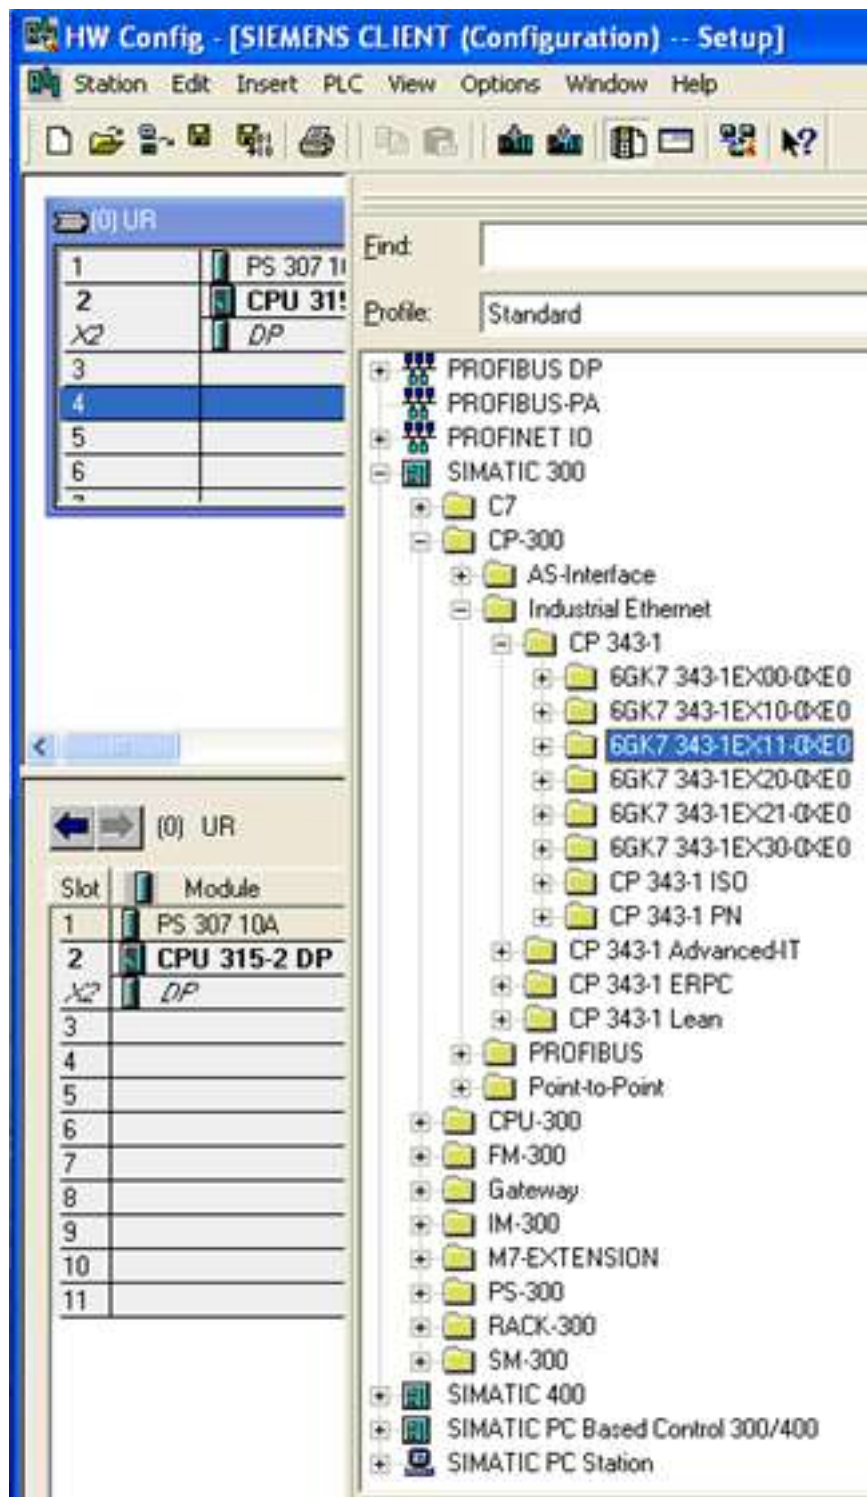 HW Config - [SIEMENS CLIENT (Configuration) -- Setup]
Station Edit Insert PLC View Options Window Help
(0) UR
1 PS 307 10
2 CPU 315
X2 DP
3
4
5
6
7
Find:
Profile: Standard
PROFIBUS DP
PROFIBUS-PA
PROFINET IO
SIMATIC 300
C7
CP-300
AS-Interface
Industrial Ethernet
CP 343-1
6GK7 343-1EX00-0XE0
6GK7 343-1EX10-0XE0
6GK7 343-1EX11-0XE0
6GK7 343-1EX20-0XE0
6GK7 343-1EX21-0XE0
6GK7 343-1EX30-0XE0
CP 343-1 ISO
CP 343-1 PN
CP 343-1 Advanced-IT
CP 343-1 ERPC
CP 343-1 Lean
PROFIBUS
Point-to-Point
CPU-300
FM-300
Gateway
IM-300
M7-EXTENSION
PS-300
RACK-300
SM-300
SIMATIC 400
SIMATIC PC Based Control 300/400
SIMATIC PC Station
(0) UR
Slot Module
1 PS 307 10A
2 CPU 315-2 DP
X2 DP
3
4
5
6
7
8
9
10
11